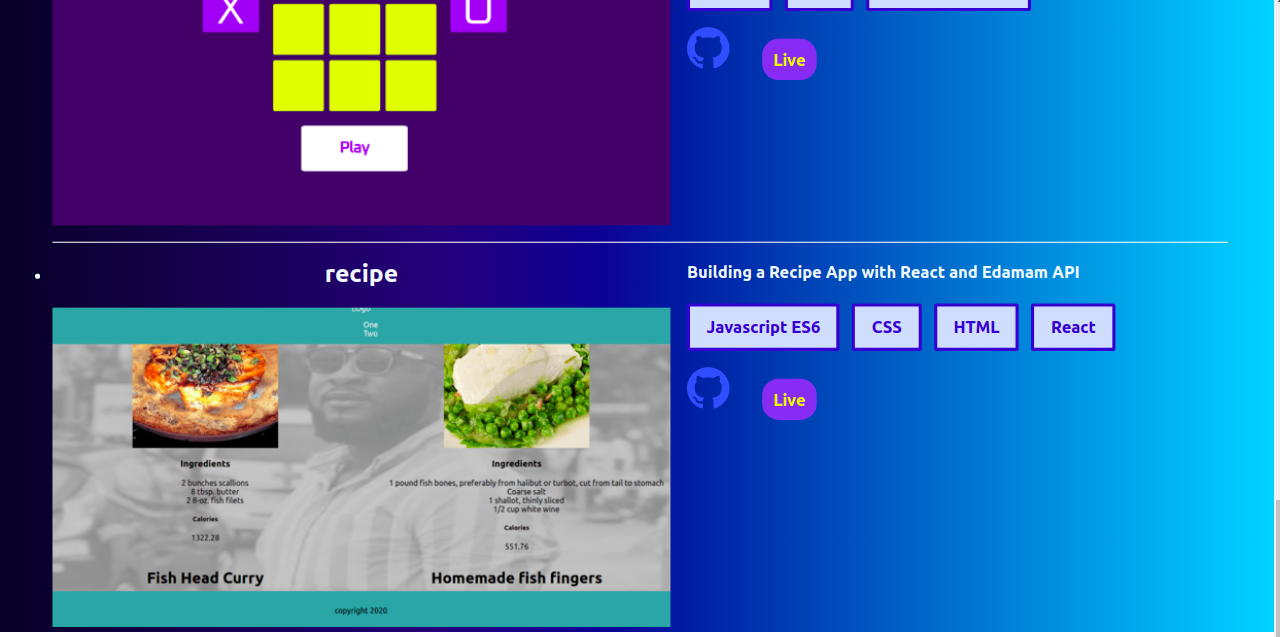 X
Live
Play
recipe
Building a Recipe App with React and Edamam API
Javascript ES6 CSS HTML React
Live
One
Two
Ingredients
2 bunches scallions
8 tbsp. butter
2 8-oz. fish filets
Calories
1322.28
Fish Head Curry
Ingredients
1 pound fish bones, preferably from halibut or turbot, cut from tail to stomach
Coarse salt
1 shallot, thinly sliced
1/2 cup white wine
Calories
551.76
Homemade fish fingers
copyright 2020